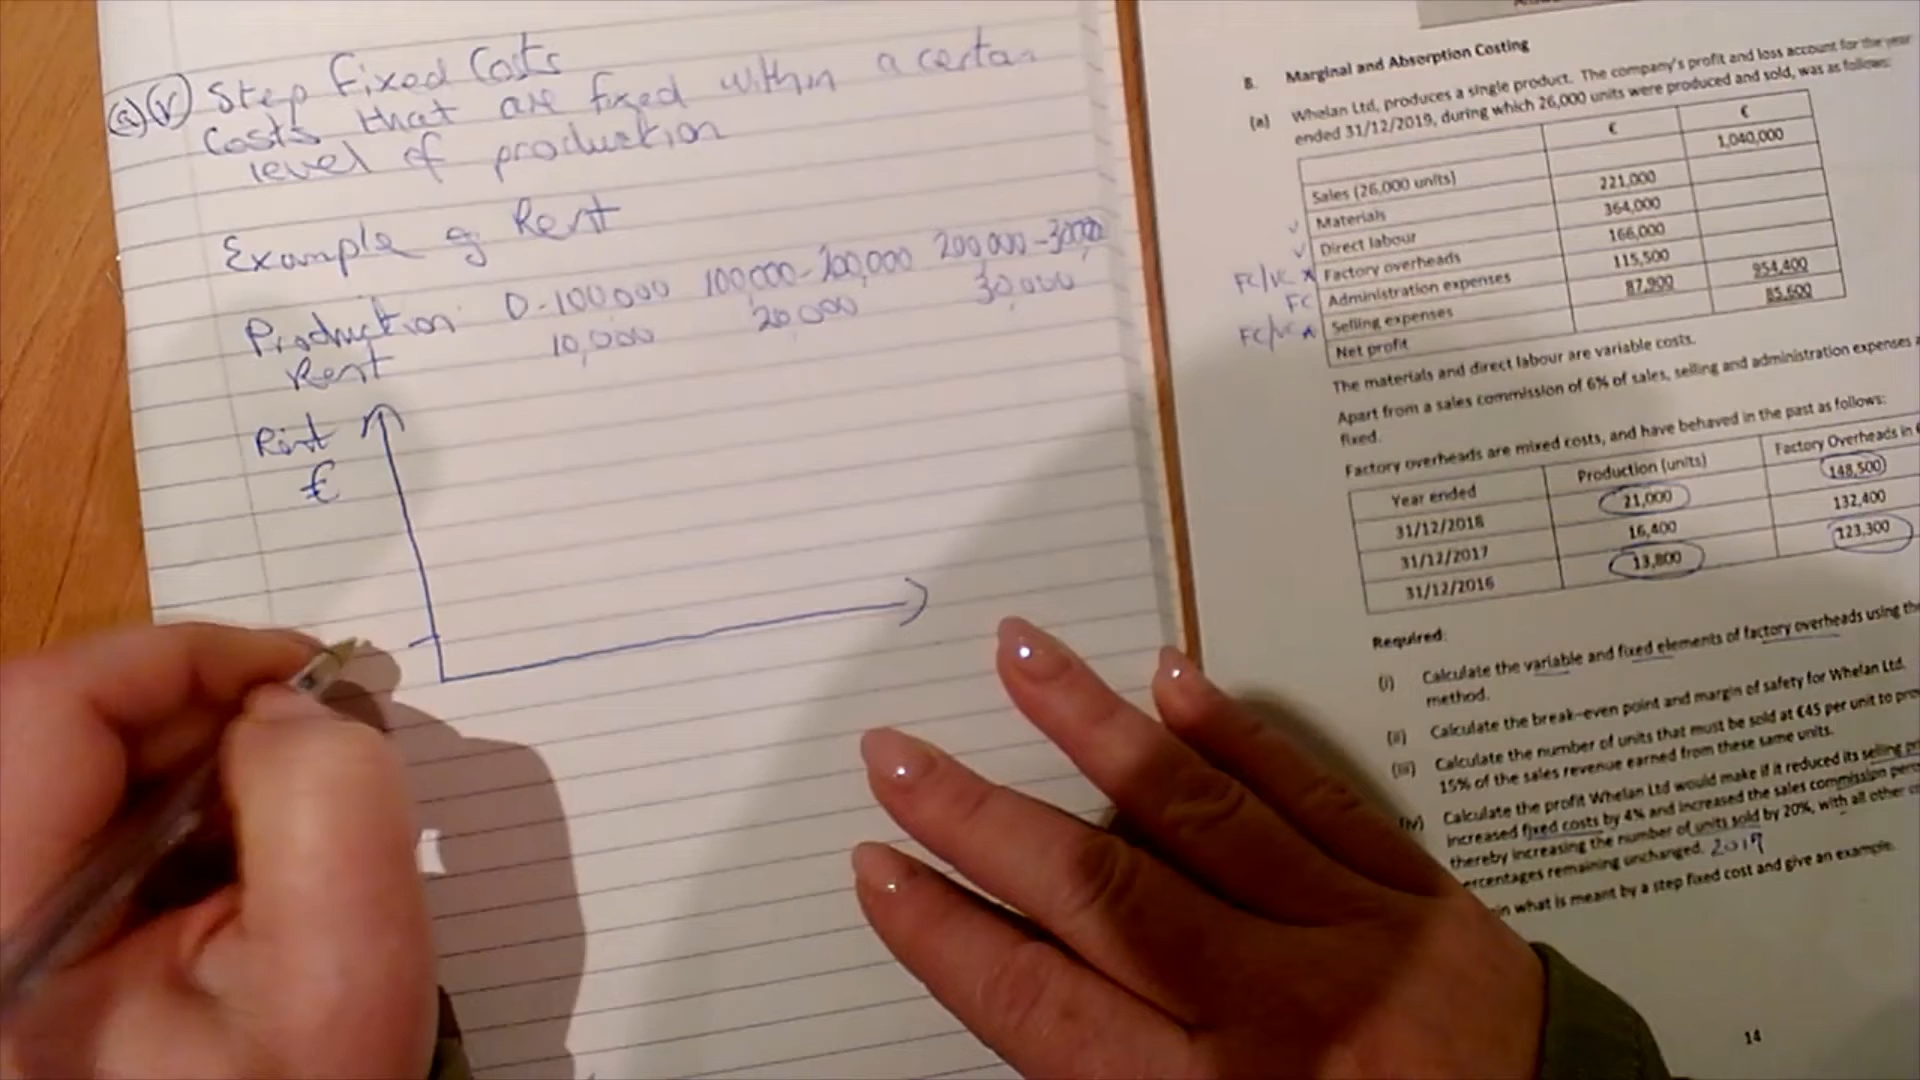 (a)(v) Step Fixed Costs
Costs that are fixed within a certain
level of production
Example eg Rent
Production 0-100,000 100,000-200,000 200,000-300,000
Rent 10,000 20,000 30,000
Rent
€
8. Marginal and Absorption Costing
(a) Whelan Ltd, produces a single product. The company's profit and loss account for the year
ended 31/12/2019, during which 26,000 units were produced and sold, was as follows:
€ €
Sales (26,000 units) 1,040,000
Materials 221,000
Direct labour 364,000
FC/VC Factory overheads 166,000
FC Administration expenses 115,500
FC/VC Selling expenses 87,900 954,400
Net profit 85,600
The materials and direct labour are variable costs.
Apart from a sales commission of 6% of sales, selling and administration expenses
fixed.
Factory overheads are mixed costs, and have behaved in the past as follows:
Year ended Production (units) Factory Overheads in
31/12/2018 21,000 148,500
31/12/2017 16,400 132,400
31/12/2016 13,800 123,300
Required:
(i) Calculate the variable and fixed elements of factory overheads using the
method.
(ii) Calculate the break-even point and margin of safety for Whelan Ltd.
(iii) Calculate the number of units that must be sold at €45 per unit to
15% of the sales revenue earned from these same units.
(iv) Calculate the profit Whelan Ltd would make if it reduced its selling
increased fixed costs by 4% and increased the sales commission
thereby increasing the number of units sold by 20%, with all other
percentages remaining unchanged. 2019
what is meant by a step fixed cost and give an example.
14